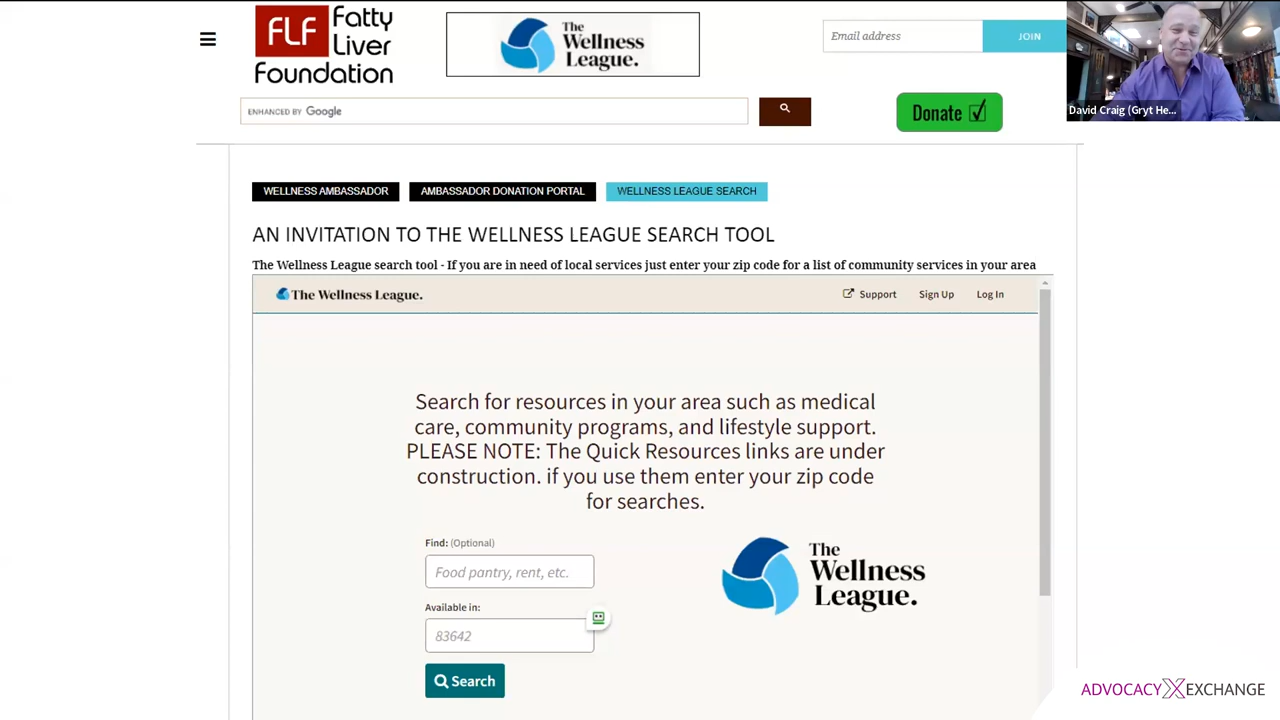 FLF Fatty
Liver
Foundation
The
Wellness
League.
Email address
JOIN
David Craig (Gryt He...
ENHANCED BY Google
Donate
WELLNESS AMBASSADOR
AMBASSADOR DONATION PORTAL
WELLNESS LEAGUE SEARCH
AN INVITATION TO THE WELLNESS LEAGUE SEARCH TOOL
The Wellness League search tool - If you are in need of local services just enter your zip code for a list of community services in your area
The Wellness League.
Support
Sign Up
Log In
Search for resources in your area such as medical
care, community programs, and lifestyle support.
PLEASE NOTE: The Quick Resources links are under
construction. if you use them enter your zip code
for searches.
Find: (Optional)
Food pantry, rent, etc.
Available in:
83642
Search
The
Wellness
League.
ADVOCACY X EXCHANGE